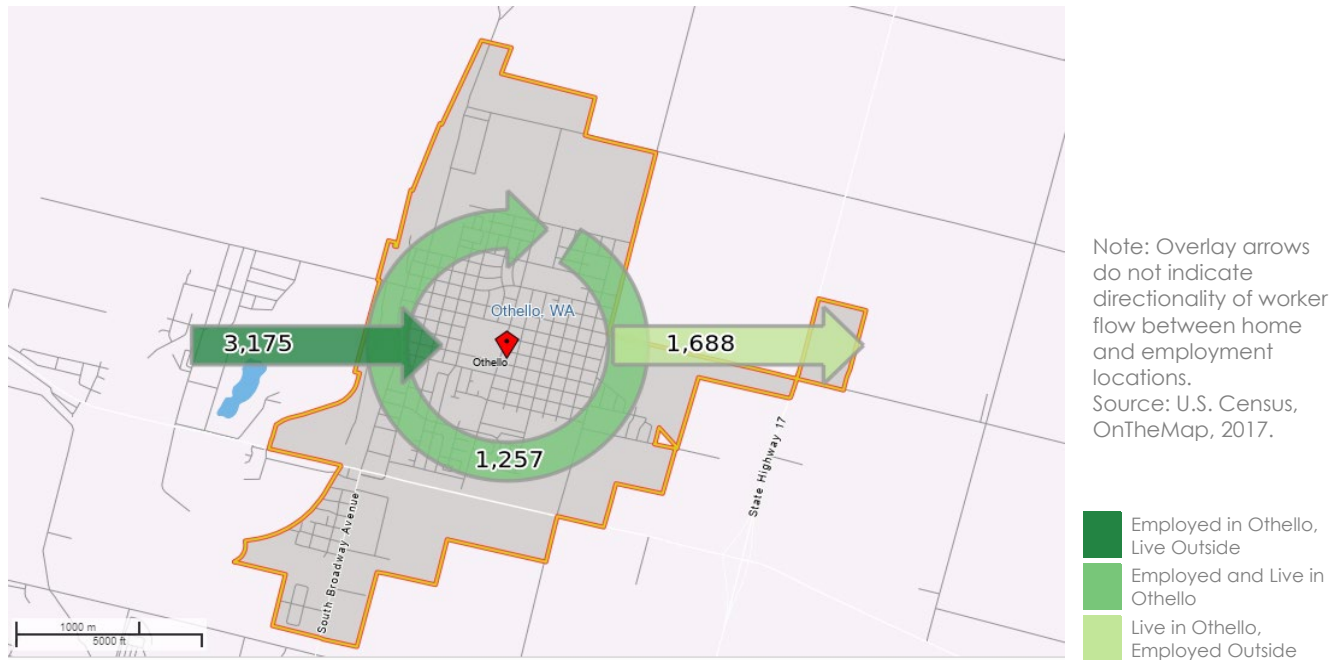 Othello, WA
3,175
Othello
1,688
1,257
South Broadway Avenue
State Highway 17
1000 m
5000 ft
Note: Overlay arrows
do not indicate
directionality of worker
flow between home
and employment
locations.
Source: U.S. Census,
OnTheMap, 2017.
Employed in Othello,
Live Outside
Employed and Live in
Othello
Live in Othello,
Employed Outside